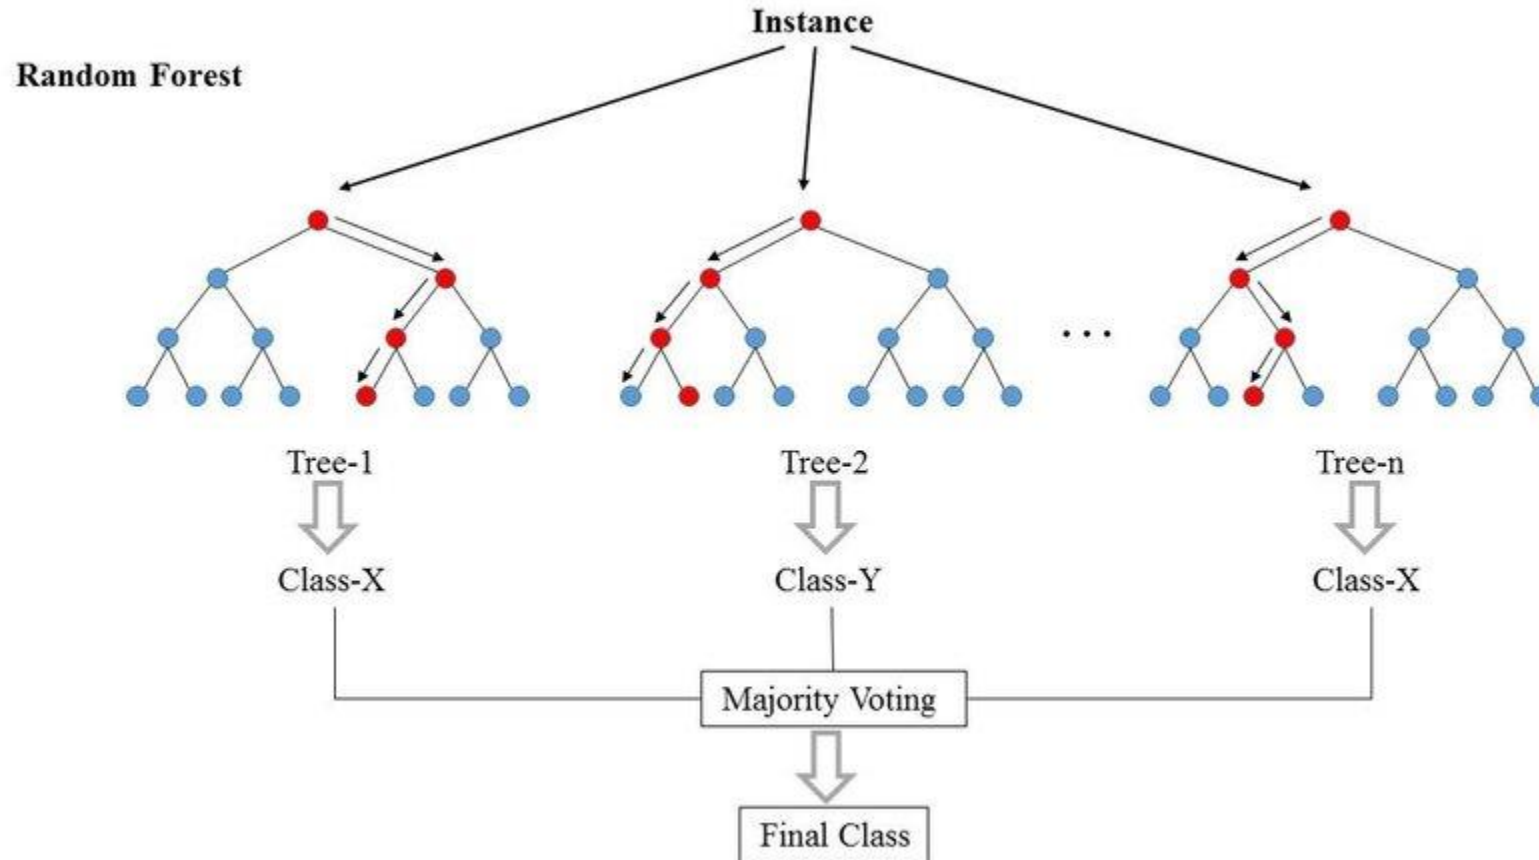 Instance
Random Forest
. . .
Tree-1
Tree-2
Tree-n
Class-X
Class-Y
Class-X
Majority Voting
Final Class